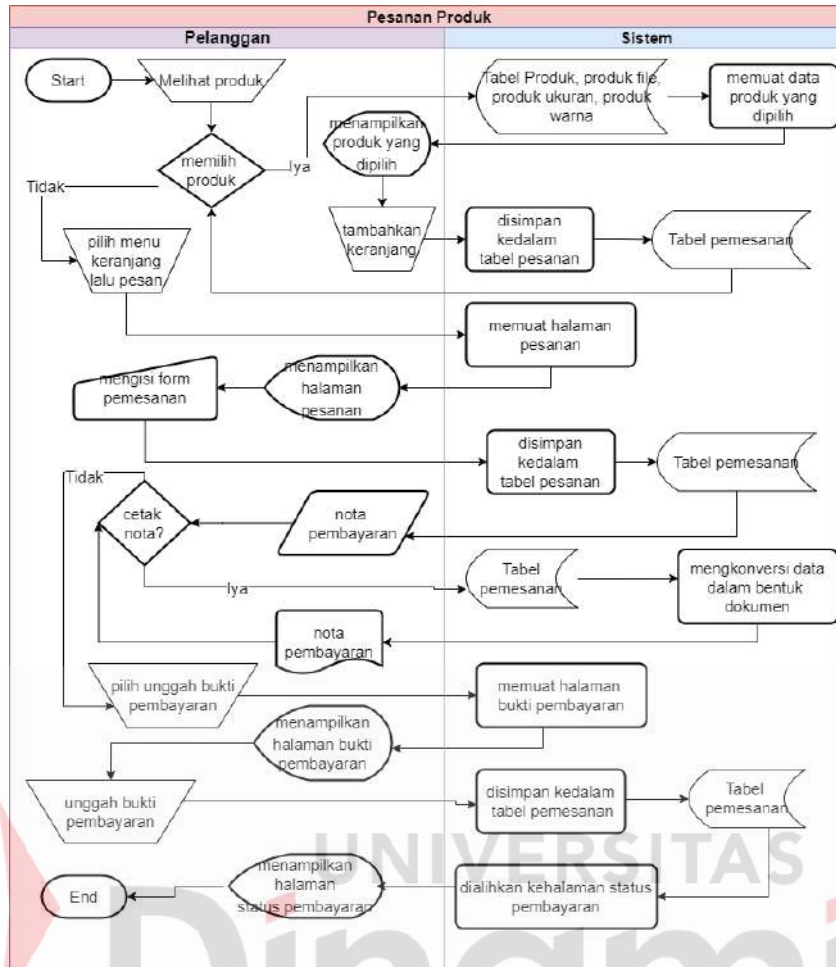 Pesanan Produk
Pelanggan
Sistem
Start
Melihat produk
Tabel Produk, produk file,
produk ukuran, produk
warna
memuat data
produk yang
dipilih
menampilkan
produk yang
dipilih
memilih
produk
Iya
Tidak
pilih menu
keranjang
lalu pesan
tambahkan
keranjang
disimpan
kedalam
tabel pesanan
Tabel pemesanan
memuat halaman
pesanan
menampilkan
halaman
pesanan
mengisi form
pemesanan
disimpan
kedalam
tabel pesanan
Tabel pemesanan
Tidak
cetak
nota?
nota
pembayaran
Iya
Tabel
pemesanan
mengkonversi data
dalam bentuk
dokumen
nota
pembayaran
pilih unggah bukti
pembayaran
memuat halaman
bukti pembayaran
menampilkan
halaman bukti
pembayaran
unggah bukti
pembayaran
disimpan kedalam
tabel pemesanan
Tabel
pemesanan
UNIVERSITAS
menampilkan
halaman
status pembayaran
End
dialihkan kehalaman status
pembayaran
Dinami